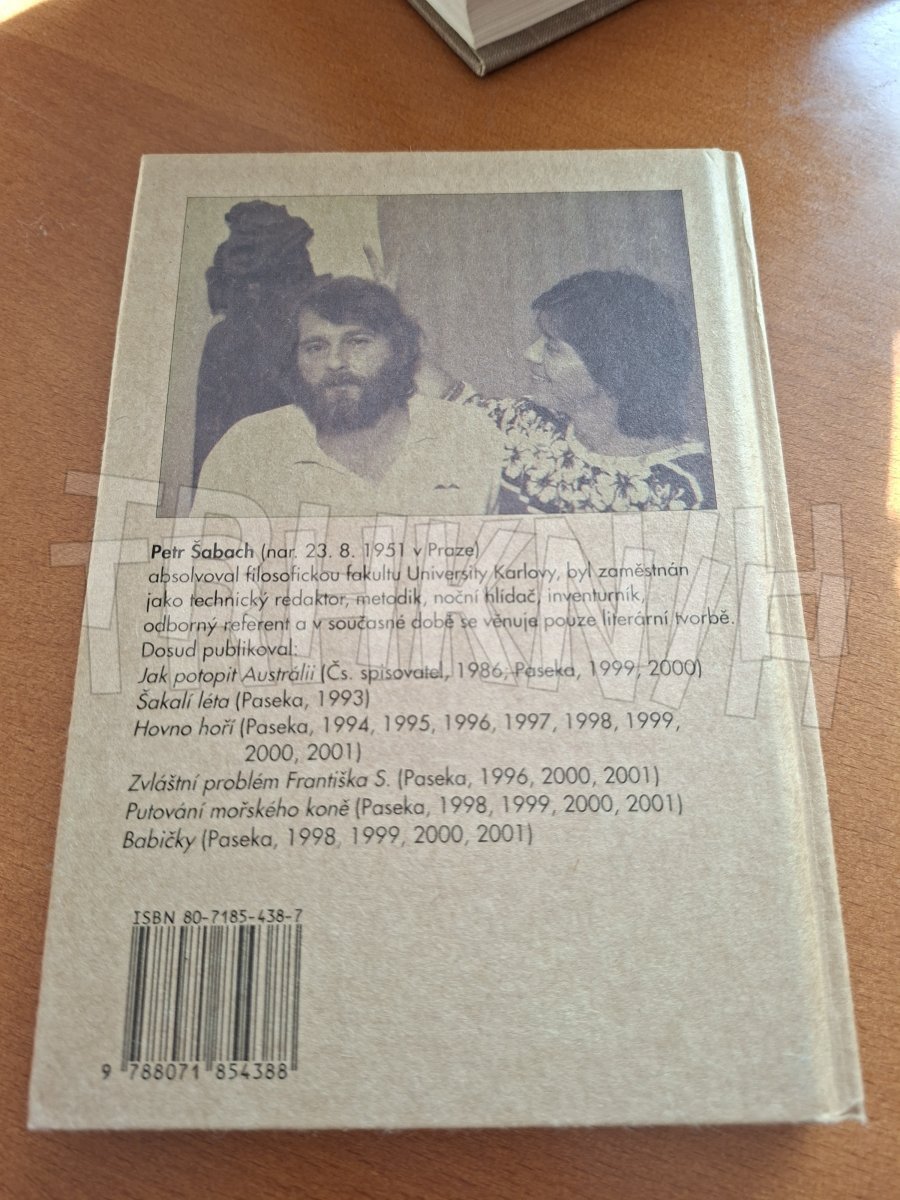 TRHKNIH
Petr Šabach (nar. 23. 8. 1951 v Praze)
absolvoval filosofickou fakultu University Karlovy, byl zaměstnán
jako technický redaktor, metodik, noční hlídač, inventurník,
odborný referent a v současné době se věnuje pouze literární tvorbě.
Dosud publikoval:
Jak potopit Austrálii (Čs. spisovatel, 1986, Paseka, 1999, 2000)
Šakalí léta (Paseka, 1993)
Hovno hoří (Paseka, 1994, 1995, 1996, 1997, 1998, 1999,
2000, 2001)
Zvláštní problém Františka S. (Paseka, 1996, 2000, 2001)
Putování mořského koně (Paseka, 1998, 1999, 2000, 2001)
Babičky (Paseka, 1998, 1999, 2000, 2001)
ISBN 80-7185-438-7
9 788071 854388